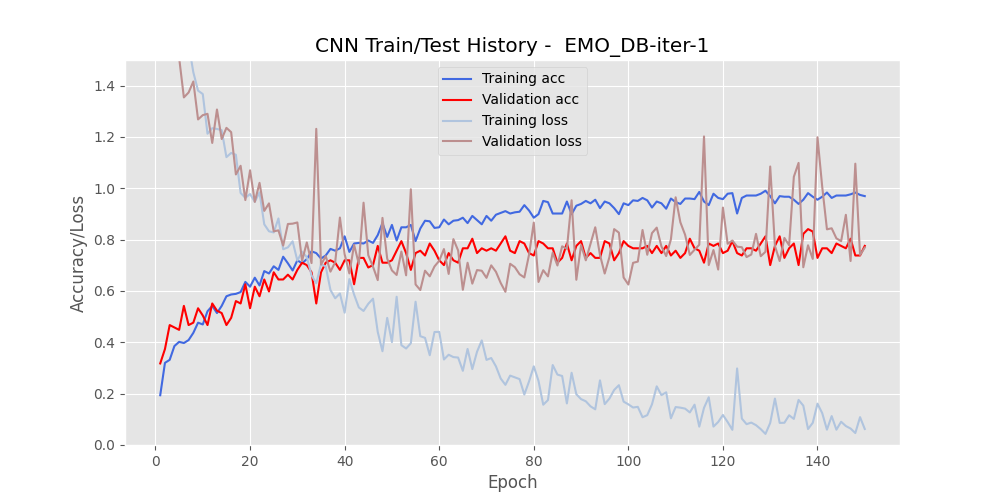 CNN Train/Test History -  EMO_DB-iter-1
Training acc
Validation acc
Training loss
Validation loss
Accuracy/Loss
1.4
1.2
1.0
0.8
0.6
0.4
0.2
0.0
0 20 40 60 80 100 120 140
Epoch